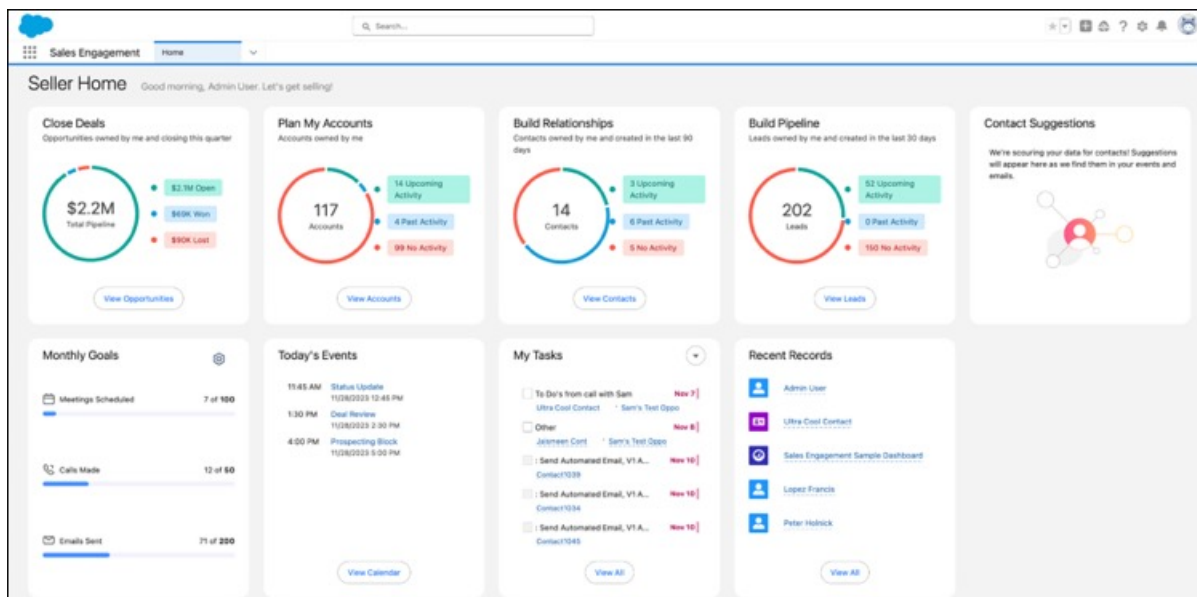 Search...
Sales Engagement
Home
Seller Home
Good morning, Admin User. Let's get selling!
Close Deals
Opportunities owned by me and closing this quarter
$2.2M
Total Pipeline
$2.1M Open
$69K Won
$90K Lost
View Opportunities
Plan My Accounts
Accounts owned by me
117
Accounts
14 Upcoming
Activity
4 Past Activity
99 No Activity
View Accounts
Build Relationships
Contacts owned by me and created in the last 90
days
14
Contacts
3 Upcoming
Activity
6 Past Activity
5 No Activity
View Contacts
Build Pipeline
Leads owned by me and created in the last 30 days
202
Leads
52 Upcoming
Activity
0 Past Activity
150 No Activity
View Leads
Contact Suggestions
We're scouring your data for contacts! Suggestions
will appear here as we find them in your events and
emails.
Monthly Goals
Meetings Scheduled
7 of 100
Calls Made
12 of 50
Emails Sent
71 of 200
Today's Events
11:45 AM Status Update
11/28/2023 12:45 PM
1:30 PM Deal Review
11/28/2023 2:30 PM
4:00 PM Prospecting Block
11/28/2023 5:00 PM
View Calendar
My Tasks
To Do's from call with Sam Nov 7
Ultra Cool Contact Sam's Test Oppo
Other Nov 8
Cont Sam's Test Oppo
: Send Automated Email, V1 A... Nov 10
Contact1039
: Send Automated Email, V1 A... Nov 10
Contact1034
: Send Automated Email, V1 A... Nov 10
Contact1045
View All
Recent Records
Admin User
Ultra Cool Contact
Sales Engagement Sample Dashboard
Lopez Francis
Peter Holnick
View All